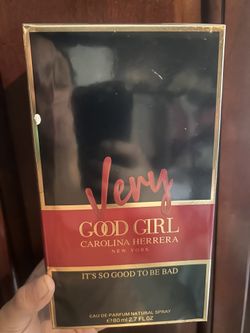 Very
GOOD GIRL
CAROLINA HERRERA
NEW YORK
IT'S SO GOOD TO BE BAD
EAU DE PARFUM NATURAL SPRAY
℮ 80 ml 2.7 FL OZ